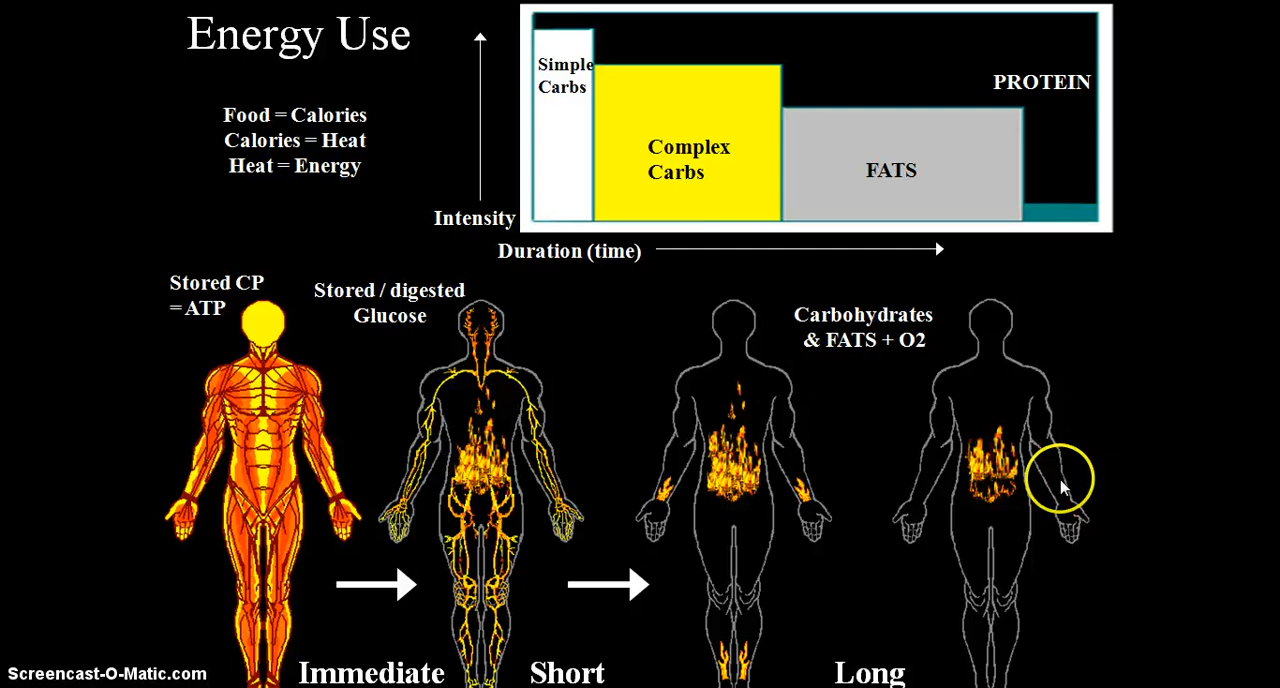 Energy Use
Food = Calories
Calories = Heat
Heat = Energy
Simple
Carbs
Complex
Carbs
FATS
PROTEIN
Intensity
Duration (time)
Stored CP
= ATP
Stored / digested
Glucose
Carbohydrates
& FATS + O2
Immediate
Short
Long
Screencast-O-Matic.com